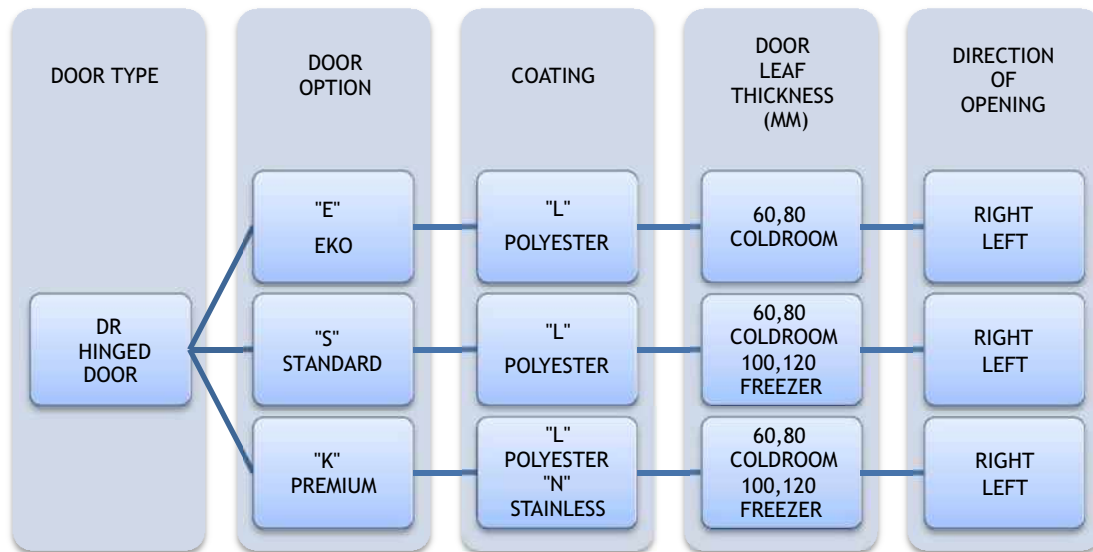 DOOR TYPE
DOOR
OPTION
COATING
DOOR
LEAF
THICKNESS
(MM)
DIRECTION
OF
OPENING
DR
HINGED
DOOR
"E"
EKO
"L"
POLYESTER
60,80
COLDROOM
RIGHT
LEFT
"S"
STANDARD
"L"
POLYESTER
60,80
COLDROOM
100,120
FREEZER
RIGHT
LEFT
"K"
PREMIUM
"L"
POLYESTER
"N"
STAINLESS
60,80
COLDROOM
100,120
FREEZER
RIGHT
LEFT